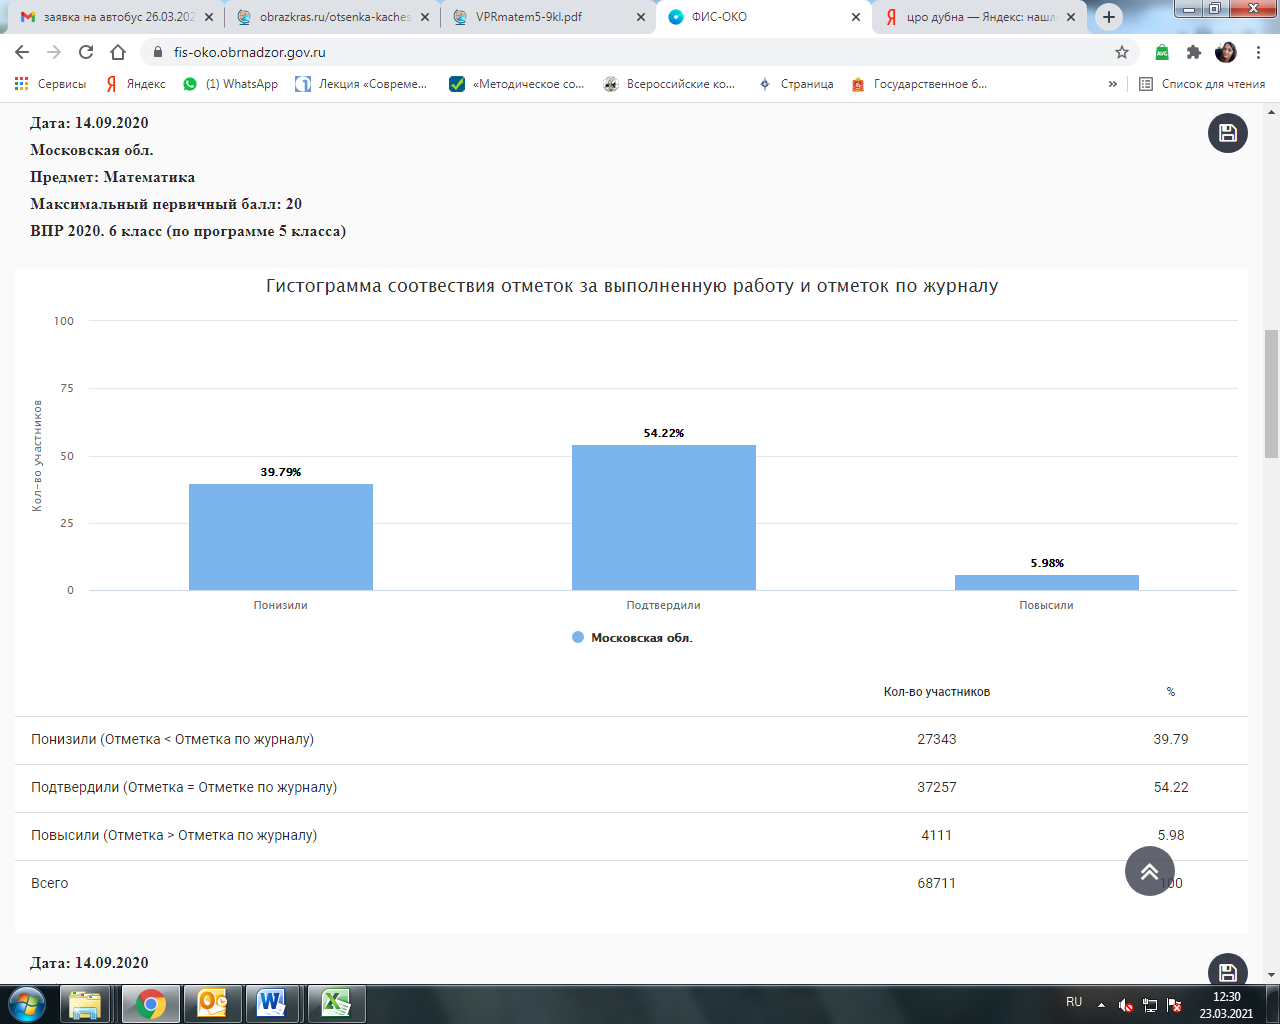 заявка на автобус 26.03.202
obrazkras.ru/otsenka-kaches
VPRmatem5-9kl.pdf
ФИС-ОКО
цро дубна — Яндекс: нашл
fis-oko.obrnadzor.gov.ru
Сервисы
Яндекс
(1) WhatsApp
Лекция «Совреме...
«Методическое со...
Всероссийские ко...
Страница
Государственное б...
»
Список для чтения
Дата: 14.09.2020
Московская обл.
Предмет: Математика
Максимальный первичный балл: 20
ВПР 2020. 6 класс (по программе 5 класса)
Гистограмма соотвествия отметок за выполненную работу и отметок по журналу
Кол-во участников
100
75
50
25
0
39.79%
54.22%
5.98%
Понизили
Подтвердили
Повысили
Московская обл.
Кол-во участников %
Понизили (Отметка < Отметка по журналу) 27343 39.79
Подтвердили (Отметка = Отметке по журналу) 37257 54.22
Повысили (Отметка > Отметка по журналу) 4111 5.98
Всего 68711 100
Дата: 14.09.2020
RU
12:30
23.03.2021